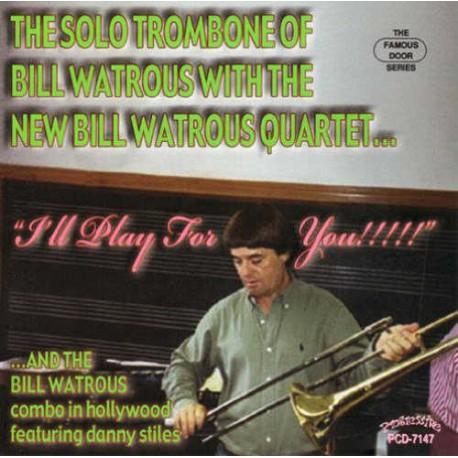 THE SOLO TROMBONE OF
BILL WATROUS WITH THE
NEW BILL WATROUS QUARTET...
THE
FAMOUS
DOOR
SERIES
"I'll Play For You!!!!!"
...AND THE
BILL WATROUS
combo in hollywood
featuring danny stiles
PROGRESSIVE
PCD-7147